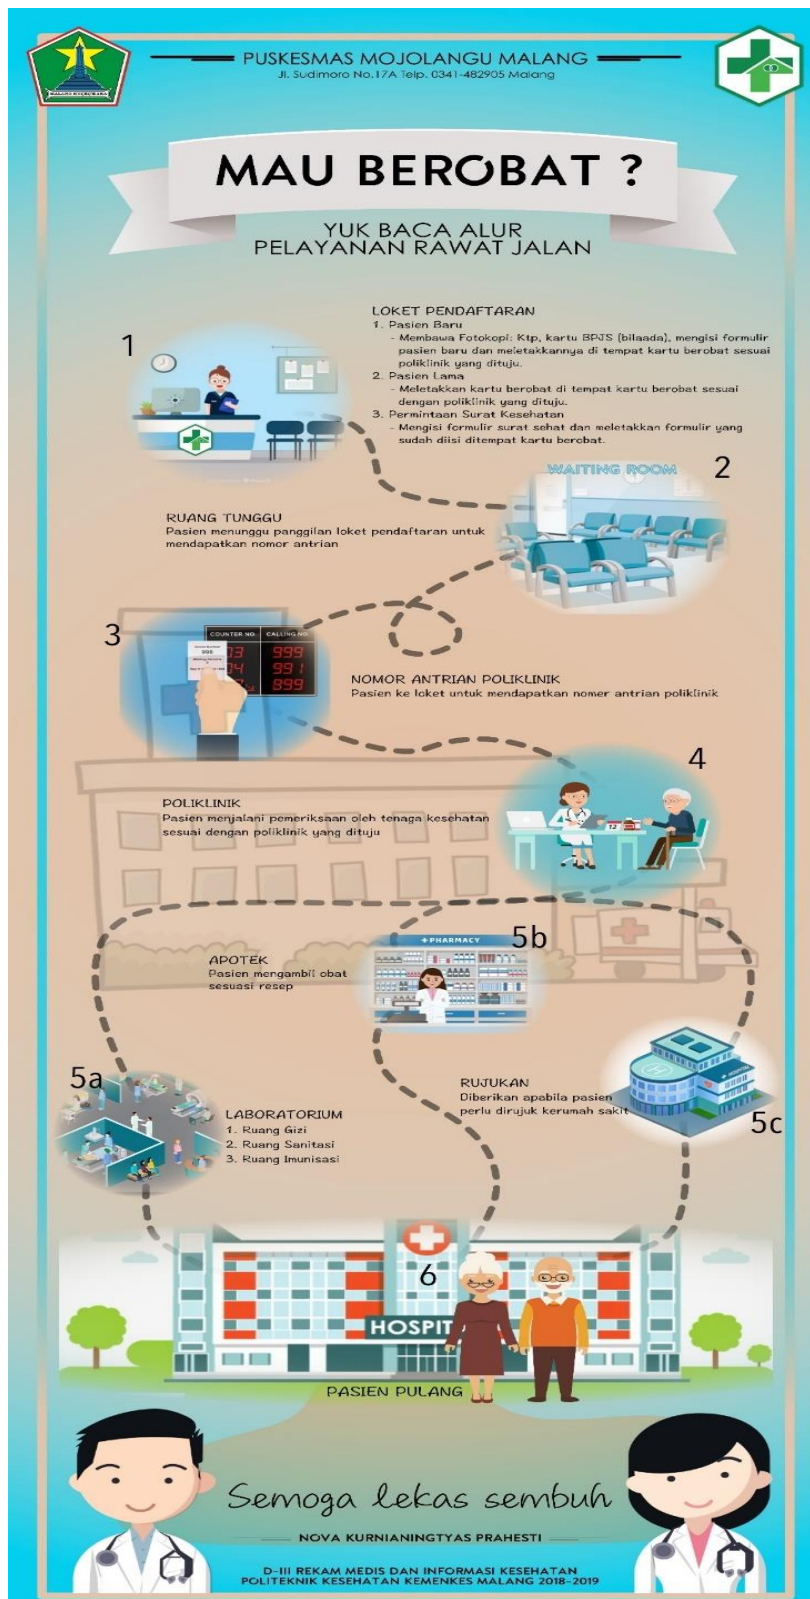 PUSKESMAS MOJOLANGU MALANG
Jl. Sudimoro No.17A Telp. 0341-482905 Malang
MAU BEROBAT ?
YUK BACA ALUR
PELAYANAN RAWAT JALAN
1
LOKET PENDAFTARAN
1. Pasien Baru
- Membawa Fotokopi: Ktp, kartu BPJS (bilaada), mengisi formulir
pasien baru dan meletakkannya di tempat kartu berobat sesuai
poliklinik yang dituju.
2. Pasien Lama
- Meletakkan kartu berobat di tempat kartu berobat sesuai
dengan poliklinik yang dituju.
3. Permintaan Surat Kesehatan
- Mengisi formulir surat sehat dan meletakkan formulir yang
sudah diisi ditempat kartu berobat.
WAITING ROOM
2
RUANG TUNGGU
Pasien menunggu panggilan loket pendaftaran untuk
mendapatkan nomor antrian
3
COUNTER NO. CALLING NO.
03 999
04 991
899
NOMOR ANTRIAN POLIKLINIK
Pasien ke loket untuk mendapatkan nomer antrian poliklinik
4
POLIKLINIK
Pasien menjalani pemeriksaan oleh tenaga kesehatan
sesuai dengan poliklinik yang dituju
12
5b
+PHARMACY
APOTEK
Pasien mengambil obat
sesuasi resep
5a
LABORATORIUM
1. Ruang Gizi
2. Ruang Sanitasi
3. Ruang Imunisasi
RUJUKAN
Diberikan apabila pasien
perlu dirujuk kerumah sakit
H
5c
6
HOSPIT
PASIEN PULANG
Semoga lekas sembuh
NOVA KURNIANINGTYAS PRAHESTI
D-III REKAM MEDIS DAN INFORMASI KESEHATAN
POLITEKNIK KESEHATAN KEMENKES MALANG 2018-2019